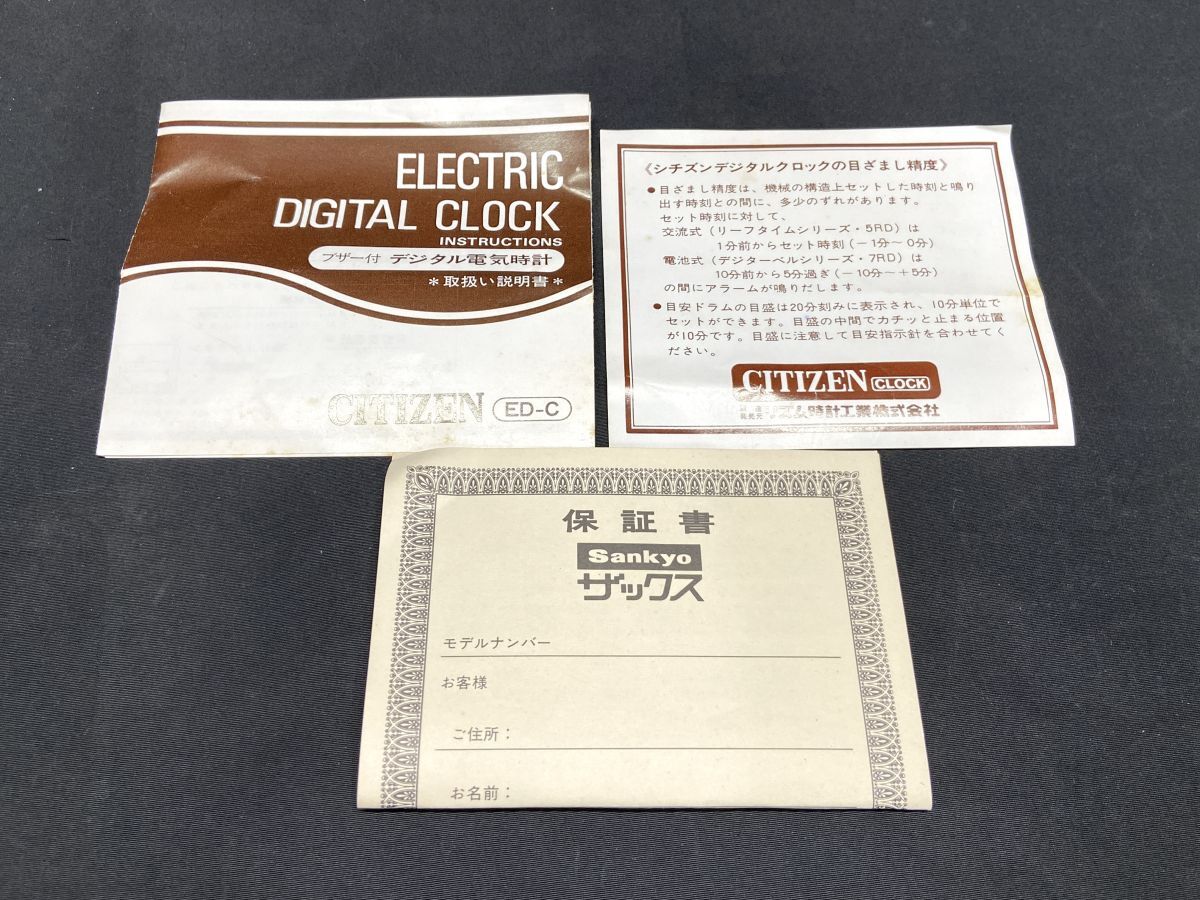 ELECTRIC
DIGITAL CLOCK
INSTRUCTIONS
ブザー付 デジタル電気時計
*取扱い説明書*
CITIZEN ED-C
《シチズンデジタルクロックの目ざまし精度》
●目ざまし精度は、機械の構造上セットした時刻と鳴り
出す時刻との間に、多少のずれがあります。
セット時刻に対して、
交流式(リーフタイムシリーズ・5RD)は
1分前からセット時刻(-1分〜0分)
電池式(デジターベルシリーズ・7RD)は
10分前から5分過ぎ(-10分〜+5分)
の間にアラームが鳴りだします。
●目安ドラムの目盛は20分刻みに表示され、10分単位で
セットができます。目盛の中間でカチッと止まる位置
が10分です。目盛に注意して目安指示針を合わせてく
ださい。
CITIZEN CLOCK
発売元 リズム時計工業株式会社
保証書
Sankyo
ザックス
モデルナンバー
お客様
ご住所:
お名前: